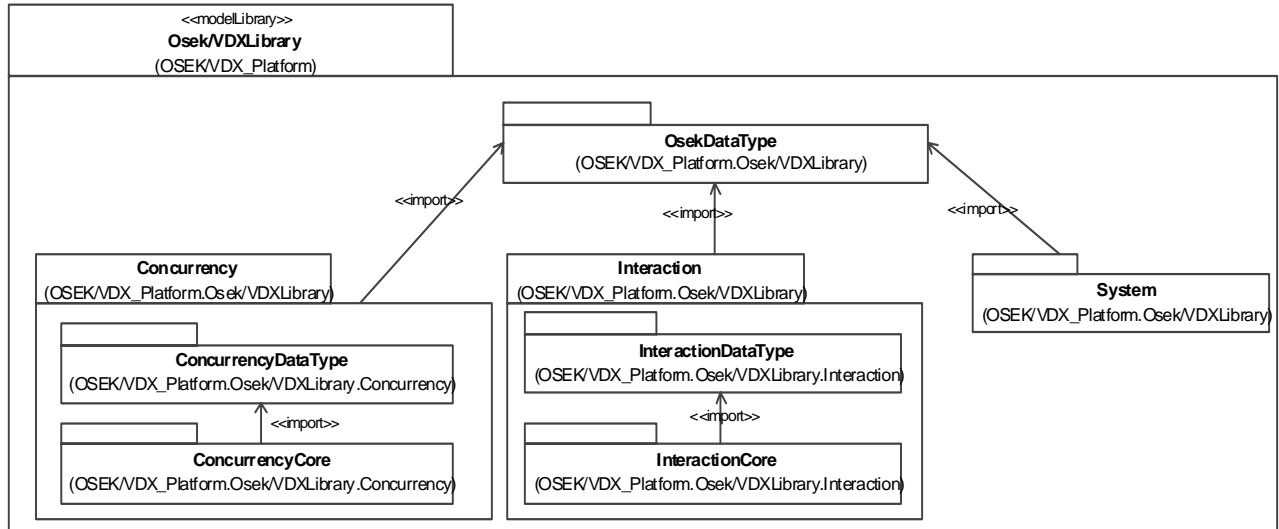 <<modelLibrary>>
Osek/VDXLibrary
(OSEK/VDX_Platform)
OsekDataType
(OSEK/VDX_Platform.Osek/VDXLibrary)
<<import>>
<<import>>
<<import>>
Concurrency
(OSEK/VDX_Platform.Osek/VDXLibrary)
Interaction
(OSEK/VDX_Platform.Osek/VDXLibrary)
System
(OSEK/VDX_Platform.Osek/VDXLibrary)
ConcurrencyDataType
(OSEK/VDX_Platform.Osek/VDXLibrary.Concurrency)
InteractionDataType
(OSEK/VDX_Platform.Osek/VDXLibrary.Interaction)
<<import>>
<<import>>
ConcurrencyCore
(OSEK/VDX_Platform.Osek/VDXLibrary.Concurrency)
InteractionCore
(OSEK/VDX_Platform.Osek/VDXLibrary.Interaction)